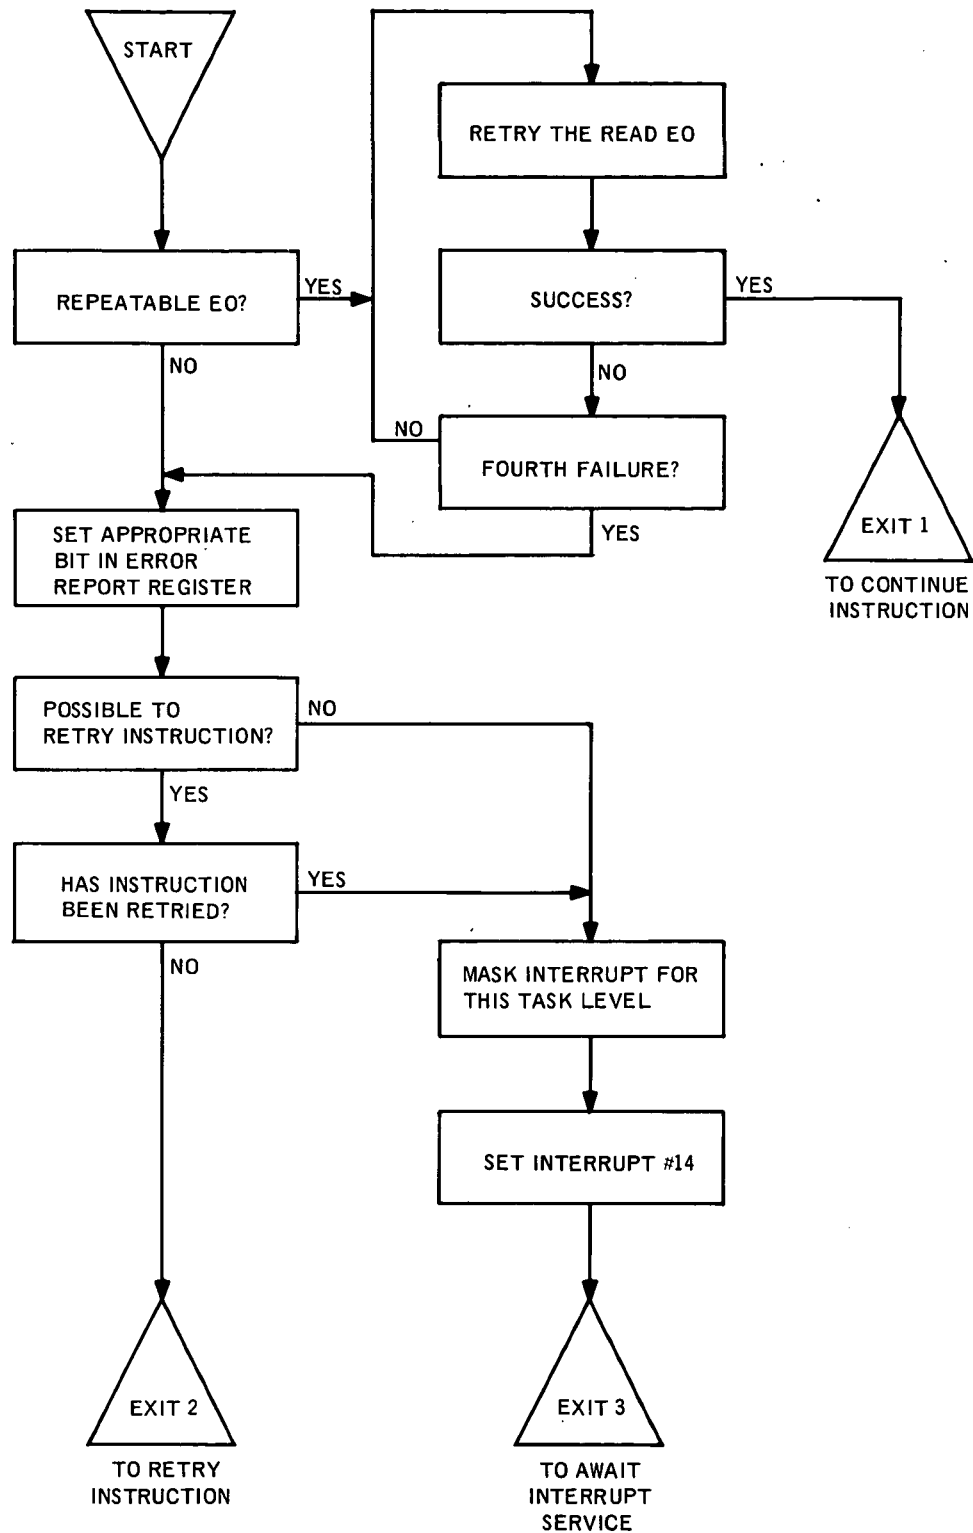 START
RETRY THE READ EO
REPEATABLE EO?
YES
SUCCESS?
YES
NO
NO
NO
FOURTH FAILURE?
YES
EXIT 1
TO CONTINUE
INSTRUCTION
SET APPROPRIATE
BIT IN ERROR
REPORT REGISTER
POSSIBLE TO
RETRY INSTRUCTION?
NO
YES
HAS INSTRUCTION
BEEN RETRIED?
YES
NO
MASK INTERRUPT FOR
THIS TASK LEVEL
SET INTERRUPT #14
EXIT 2
TO RETRY
INSTRUCTION
EXIT 3
TO AWAIT
INTERRUPT
SERVICE